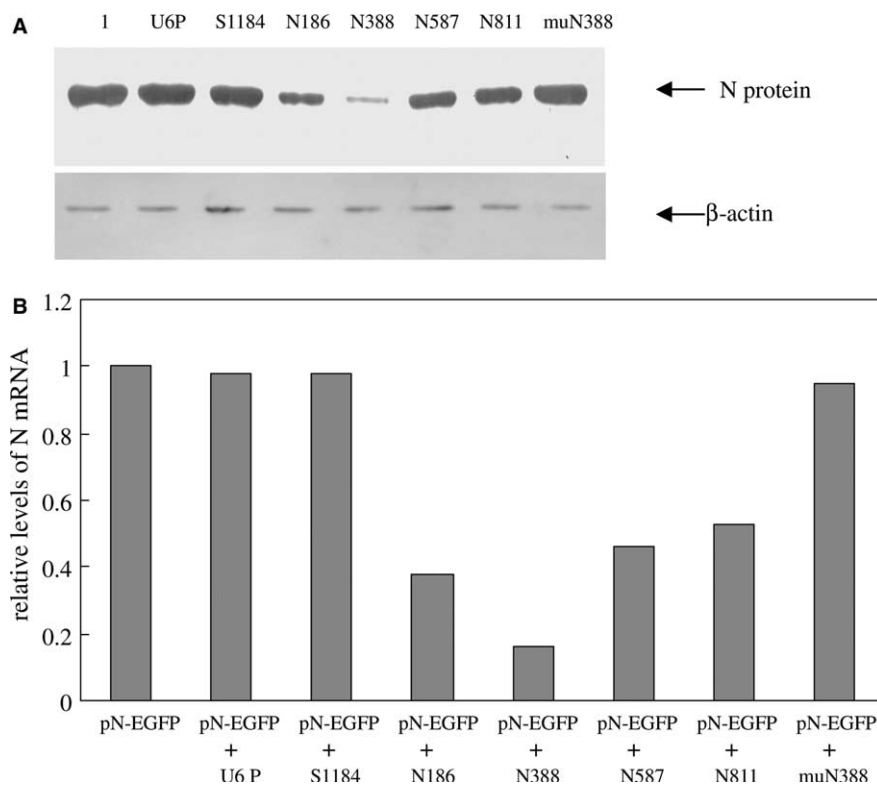 A
1 U6P S1184 N186 N388 N587 N811 muN388
N protein
β-actin
B
relative levels of N mRNA
1.2
1
0.8
0.6
0.4
0.2
0
pN-EGFP pN-EGFP pN-EGFP pN-EGFP pN-EGFP pN-EGFP pN-EGFP pN-EGFP
+ + + + + + +
U6 P S1184 N186 N388 N587 N811 muN388